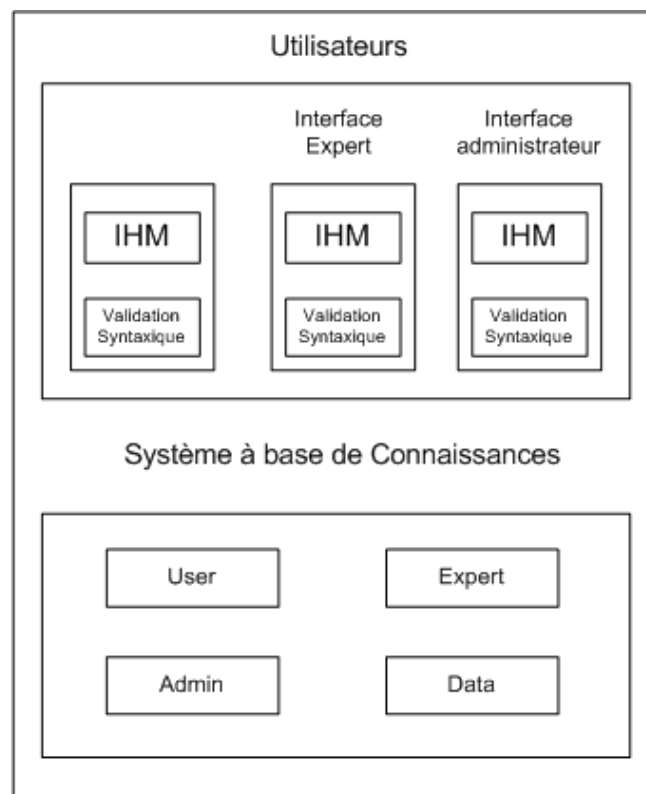 Utilisateurs
Interface
Expert
Interface
administrateur
IHM
IHM
IHM
Validation
Syntaxique
Validation
Syntaxique
Validation
Syntaxique
Système à base de Connaissances
User
Expert
Admin
Data